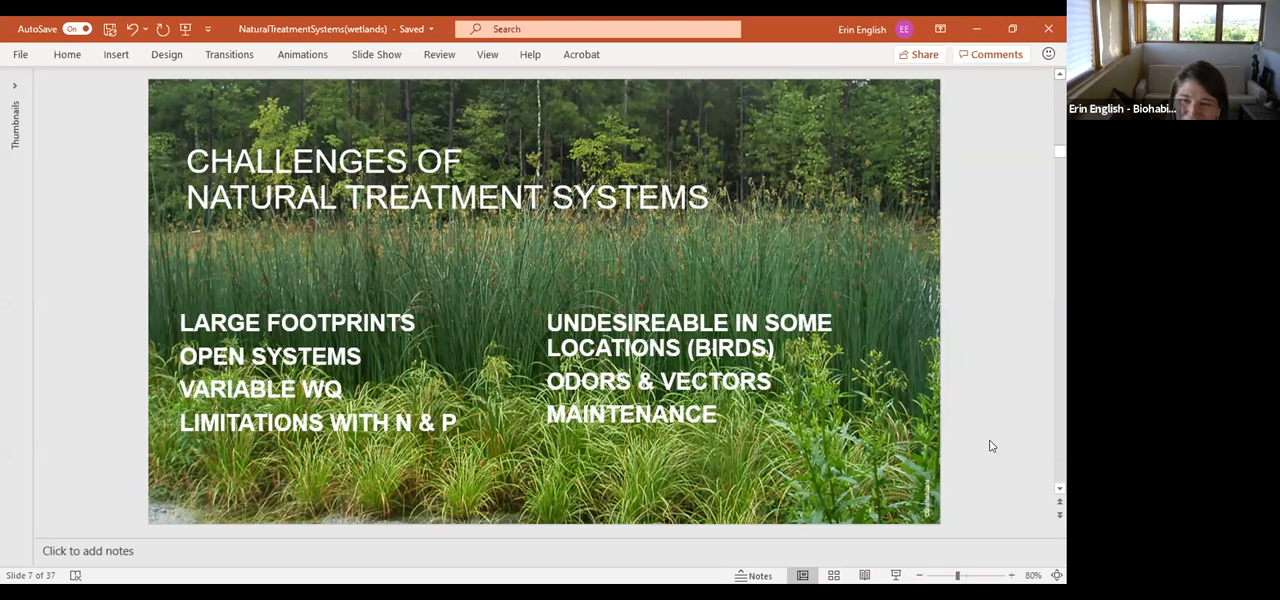 AutoSave On NaturalTreatmentSystems(wetlands) - Saved Search Erin English EE
File Home Insert Design Transitions Animations Slide Show Review View Help Acrobat Share Comments
Erin English - Biohabi...
Thumbnails
CHALLENGES OF
NATURAL TREATMENT SYSTEMS
LARGE FOOTPRINTS
OPEN SYSTEMS
VARIABLE WQ
LIMITATIONS WITH N & P
UNDESIREABLE IN SOME
LOCATIONS (BIRDS)
ODORS & VECTORS
MAINTENANCE
Click to add notes
Slide 7 of 37 Notes 80%